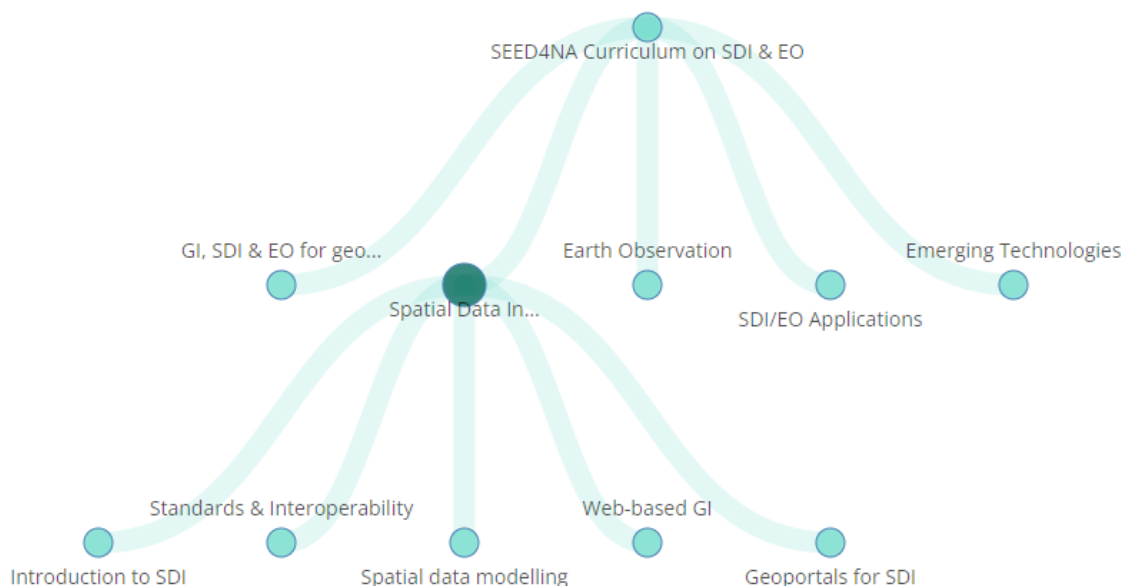 SEED4NA Curriculum on SDI & EO
GI, SDI & EO for geo...
Earth Observation
Emerging Technologies
Spatial Data In...
SDI/EO Applications
Standards & Interoperability
Web-based GI
Introduction to SDI
Spatial data modelling
Geoportals for SDI